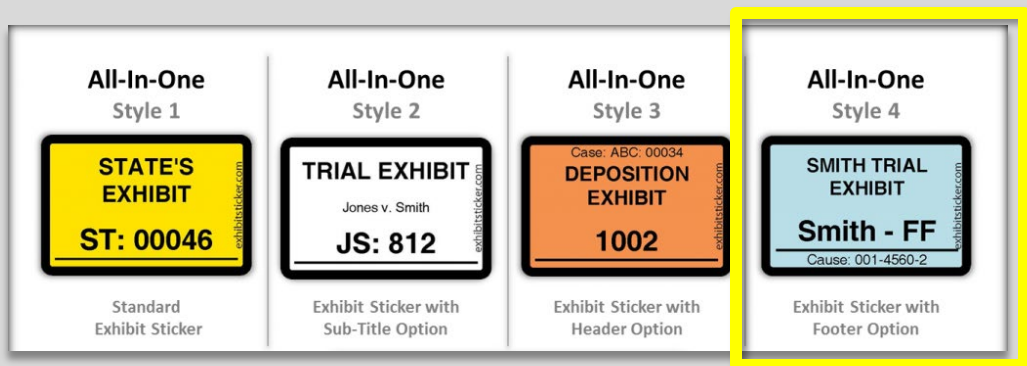 All-In-One
Style 1
STATE'S
EXHIBIT
ST: 00046
exhibitsticker.com
Standard
Exhibit Sticker
All-In-One
Style 2
TRIAL EXHIBIT
Jones v. Smith
JS: 812
exhibitsticker.com
Exhibit Sticker with
Sub-Title Option
All-In-One
Style 3
Case: ABC: 00034
DEPOSITION
EXHIBIT
1002
exhibitsticker.com
Exhibit Sticker with
Header Option
All-In-One
Style 4
SMITH TRIAL
EXHIBIT
Smith - FF
Cause: 001-4560-2
exhibitsticker.com
Exhibit Sticker with
Footer Option